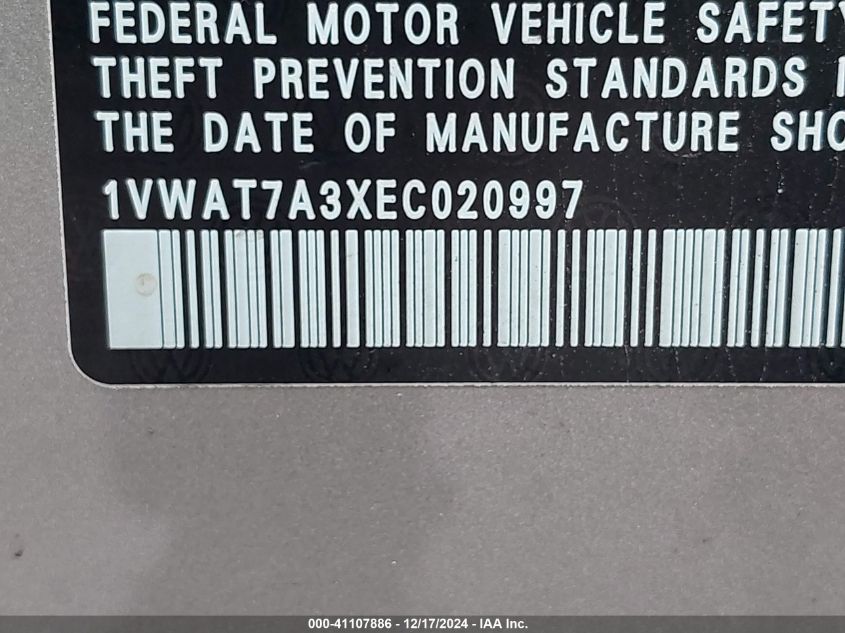 FEDERAL MOTOR VEHICLE SAFETY
THEFT PREVENTION STANDARDS
THE DATE OF MANUFACTURE SHO
1VWAT7A3XEC020997
000-41107886 - 12/17/2024 - IAA Inc.